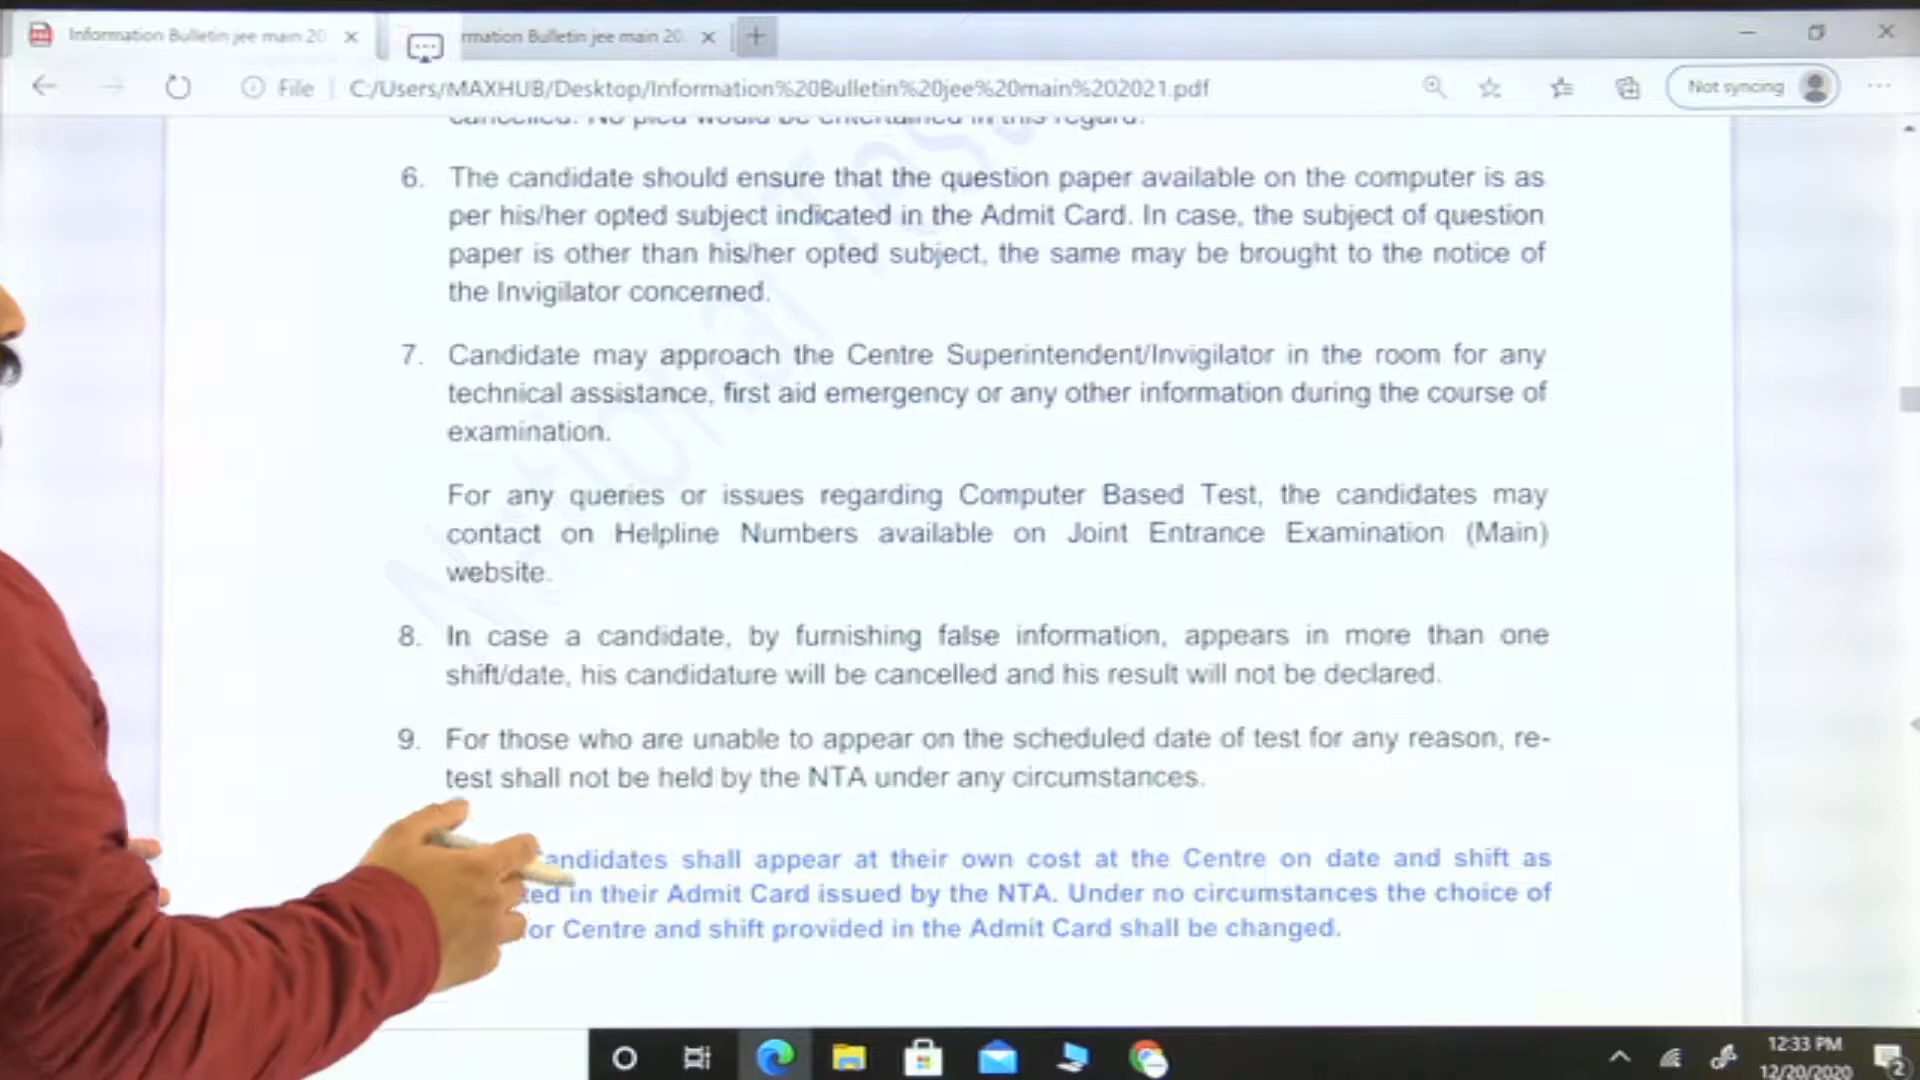 Information Bulletin jee main 20
rmation Bulletin jee main 20
File
C:/Users/MAXHUB/Desktop/Information%20Bulletin%20jee%20main%202021.pdf
Not syncing
cancelled. No plea would be entertained in this regard.
6. The candidate should ensure that the question paper available on the computer is as
per his/her opted subject indicated in the Admit Card. In case, the subject of question
paper is other than his/her opted subject, the same may be brought to the notice of
the Invigilator concerned.
7. Candidate may approach the Centre Superintendent/Invigilator in the room for any
technical assistance, first aid emergency or any other information during the course of
examination.
For any queries or issues regarding Computer Based Test, the candidates may
contact on Helpline Numbers available on Joint Entrance Examination (Main)
website.
8. In case a candidate, by furnishing false information, appears in more than one
shift/date, his candidature will be cancelled and his result will not be declared.
9. For those who are unable to appear on the scheduled date of test for any reason, re-
test shall not be held by the NTA under any circumstances.
andidates shall appear at their own cost at the Centre on date and shift as
ted in their Admit Card issued by the NTA. Under no circumstances the choice of
or Centre and shift provided in the Admit Card shall be changed.
National Test
12:33 PM
12/20/2020
2